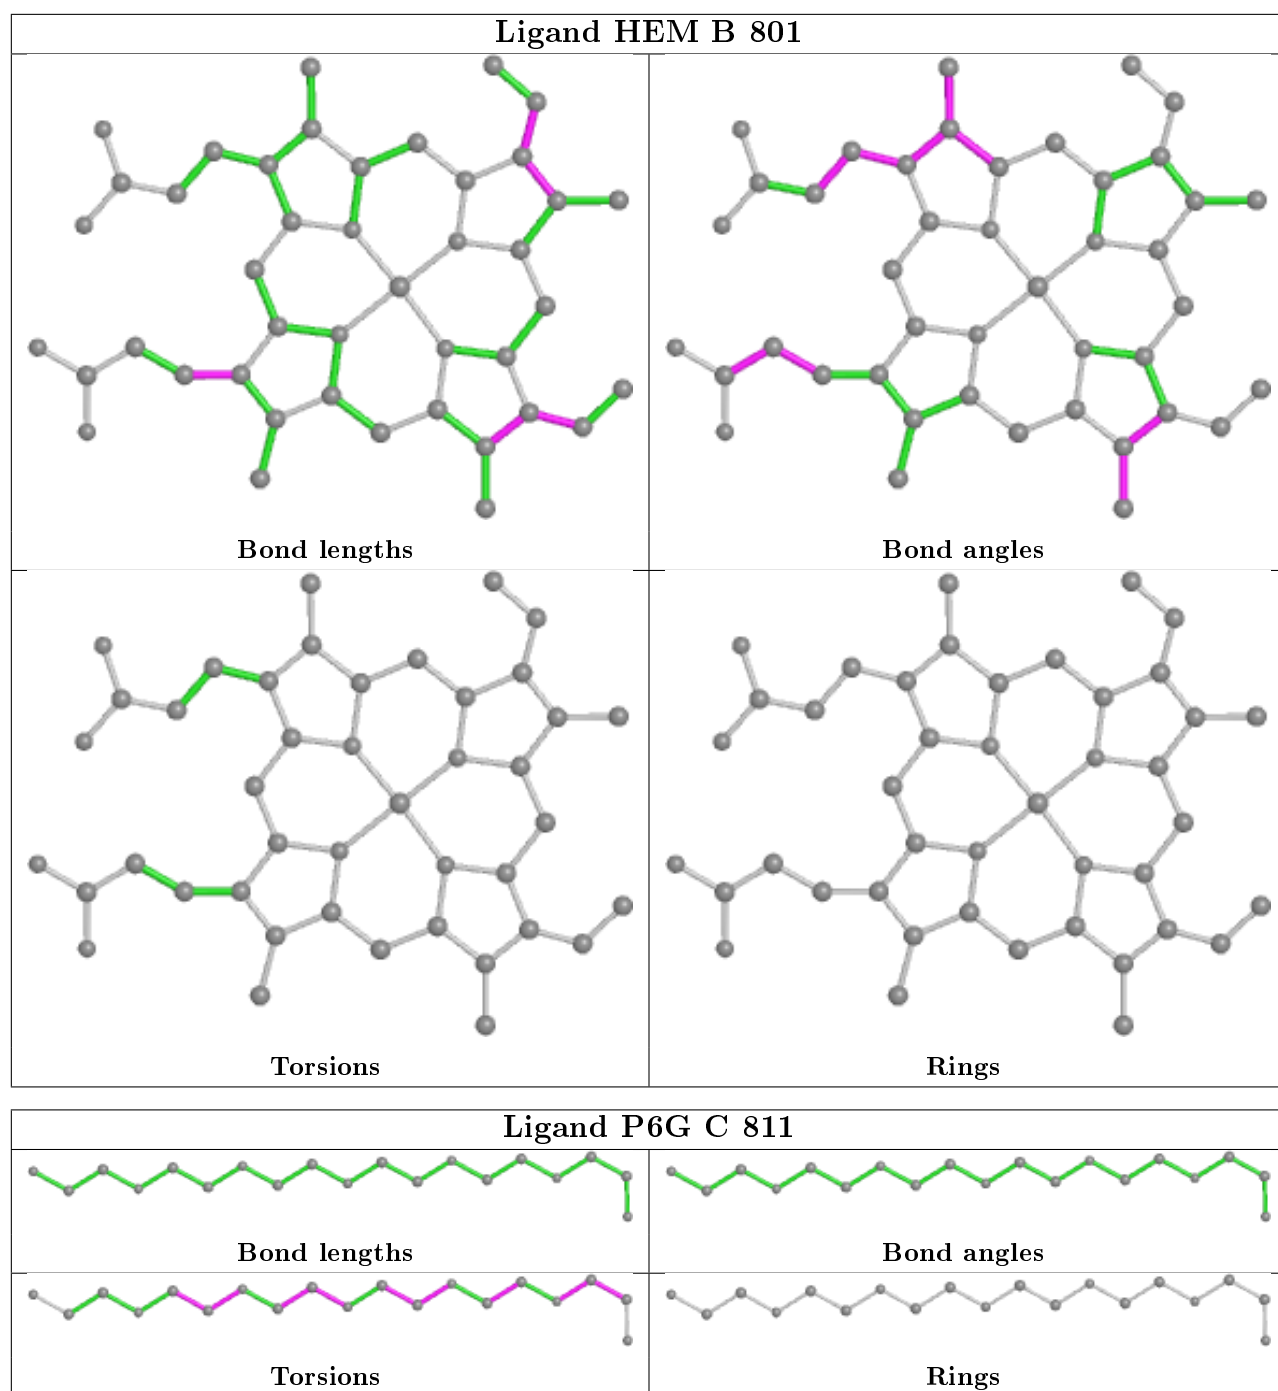 Ligand HEM B 801
Bond lengths
Bond angles
Torsions
Rings
Ligand P6G C 811
Bond lengths
Bond angles
Torsions
Rings